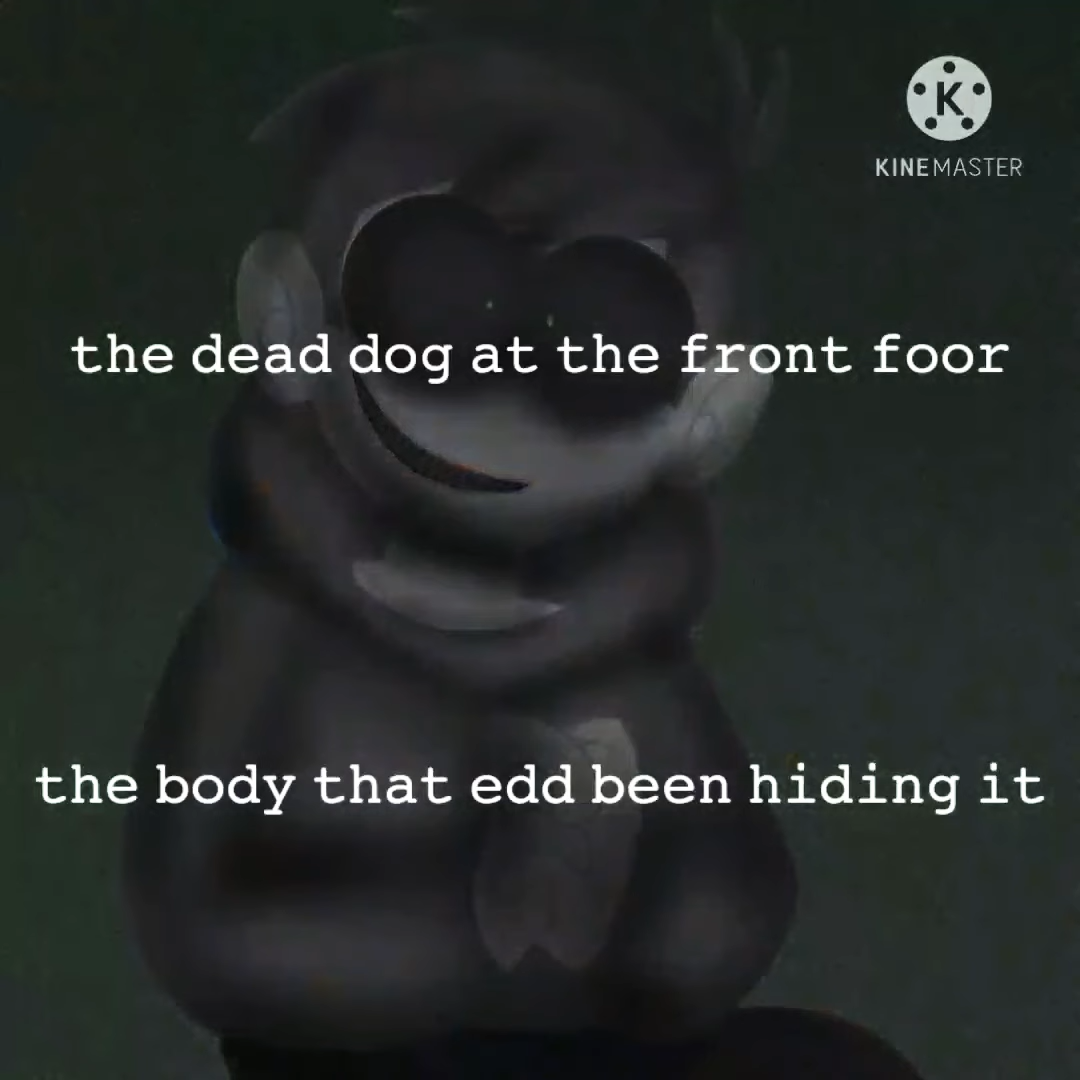 KINEMASTER
the dead dog at the front foor
the body that edd been hiding it